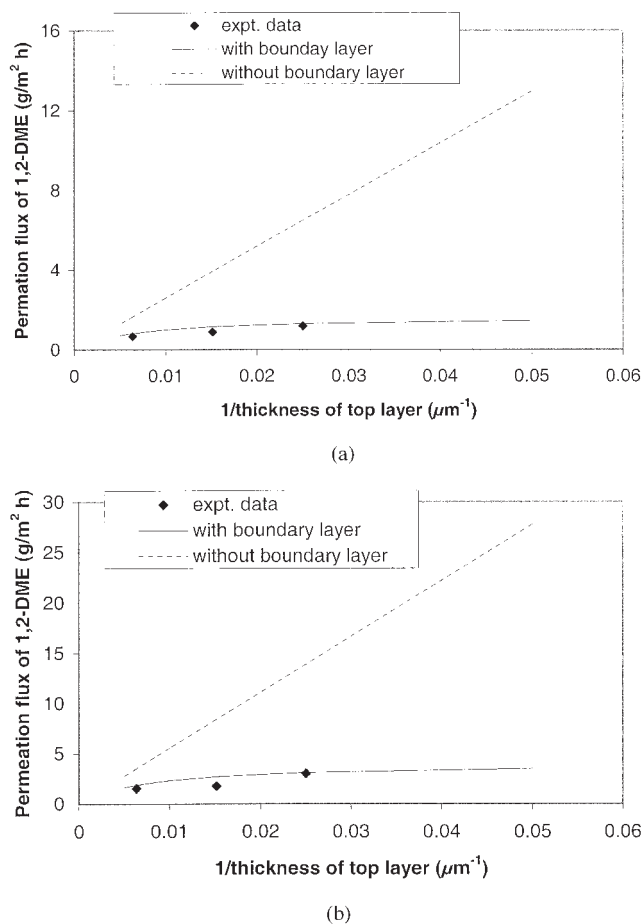 expt. data
with bounday layer
without boundary layer
Permation flux of 1,2-DME (g/m² h)
16
12
8
4
0
0 0.01 0.02 0.03 0.04 0.05 0.06
1/thickness of top layer (μm⁻¹)
(a)
expt. data
with boundary layer
without boundary layer
Permeation flux of 1,2-DME (g/m² h)
30
25
20
15
10
5
0
0 0.01 0.02 0.03 0.04 0.05 0.06
1/thickness of top layer (μm⁻¹)
(b)